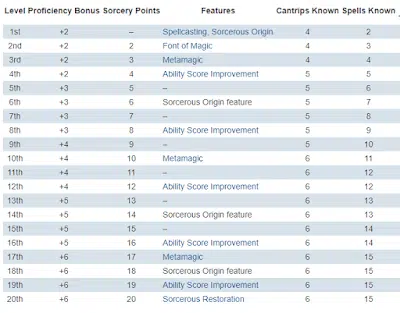 Level Proficiency Bonus Sorcery Points Features Cantrips Known Spells Known
1st +2 – Spellcasting, Sorcerous Origin 4 2
2nd +2 2 Font of Magic 4 3
3rd +2 3 Metamagic 4 4
4th +2 4 Ability Score Improvement 5 5
5th +3 5 – 5 6
6th +3 6 Sorcerous Origin feature 5 7
7th +3 7 – 5 8
8th +3 8 Ability Score Improvement 5 9
9th +4 9 – 5 10
10th +4 10 Metamagic 6 11
11th +4 11 – 6 12
12th +4 12 Ability Score Improvement 6 12
13th +5 13 – 6 13
14th +5 14 Sorcerous Origin feature 6 13
15th +5 15 – 6 14
16th +5 16 Ability Score Improvement 6 14
17th +6 17 Metamagic 6 15
18th +6 18 Sorcerous Origin feature 6 15
19th +6 19 Ability Score Improvement 6 15
20th +6 20 Sorcerous Restoration 6 15